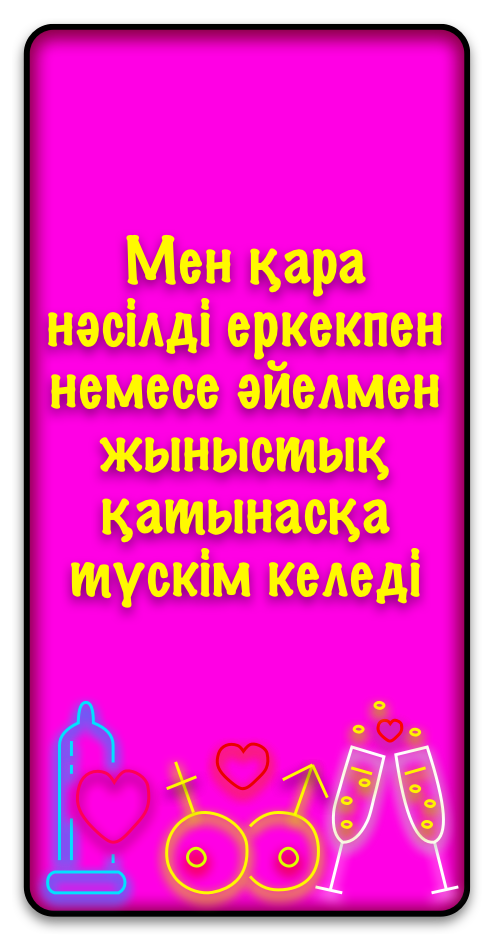 Мен қара
нәсілді еркекпен
немесе әйелмен
жыныстық
қатынасқа
түскім келеді